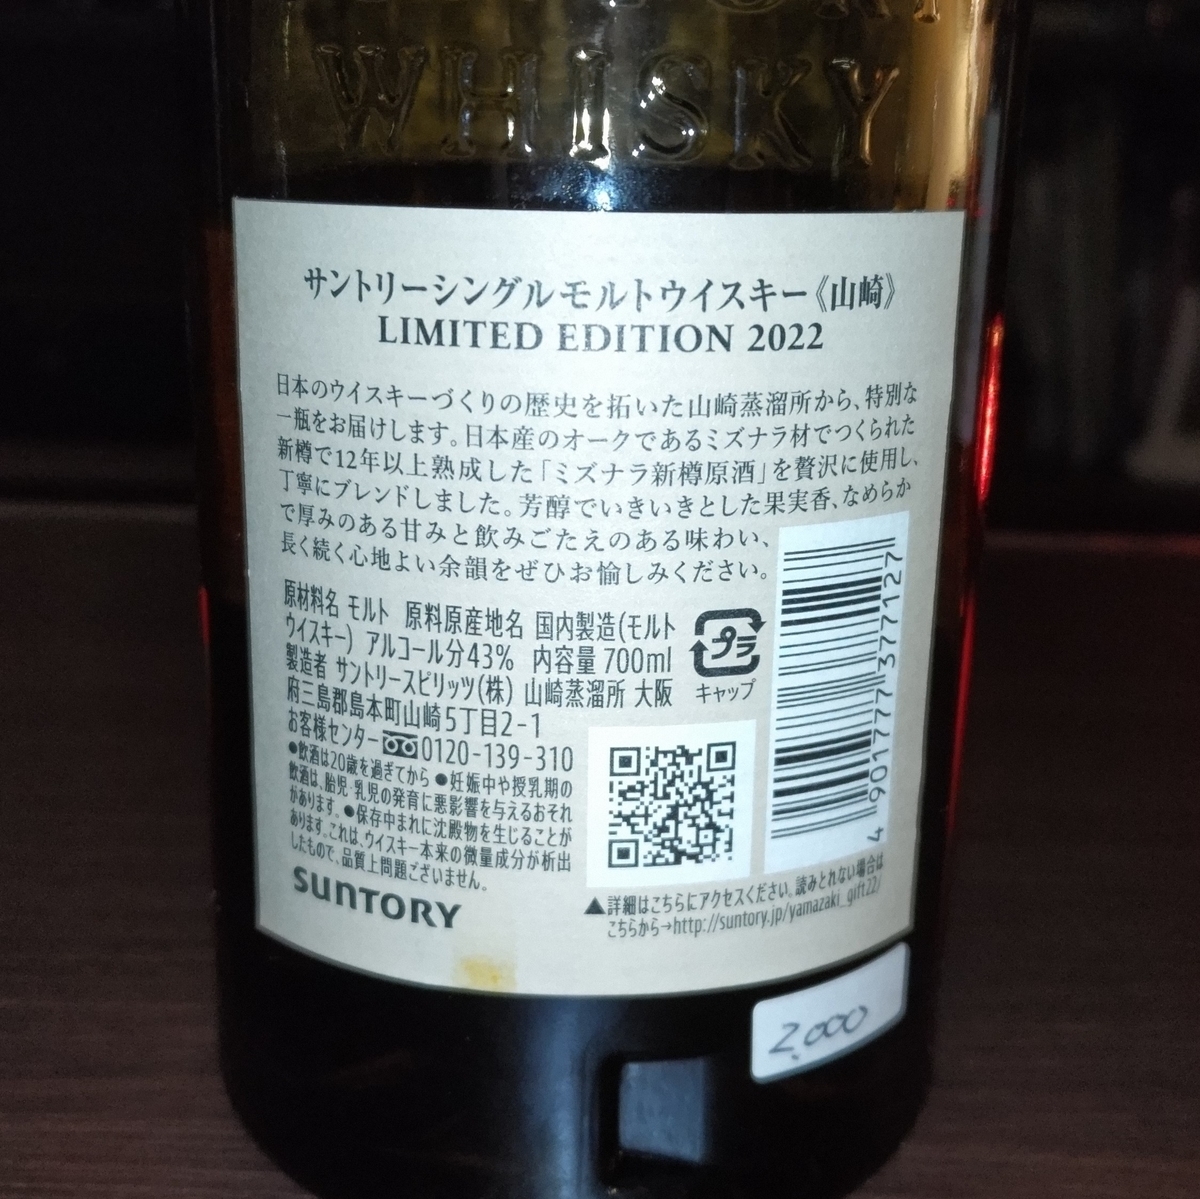 WHISKY
サントリーシングルモルトウイスキー《山崎》
LIMITED EDITION 2022
日本のウイスキーづくりの歴史を拓いた山崎蒸溜所から、特別な
一瓶をお届けします。日本産のオークであるミズナラ材でつくられた
新樽で12年以上熟成した「ミズナラ新樽原酒」を贅沢に使用し、
丁寧にブレンドしました。芳醇でいきいきとした果実香、なめらか
で厚みのある甘みと飲みごたえのある味わい、
長く続く心地よい余韻をぜひお愉しみください。
原材料名 モルト 原料原産地名 国内製造(モルト
ウイスキー) アルコール分43% 内容量 700ml
製造者 サントリースピリッツ(株) 山崎蒸溜所 大阪
府三島郡島本町山崎5丁目2-1
お客様センター 0120-139-310
●飲酒は20歳を過ぎてから ●妊娠中や授乳期の
飲酒は、胎児・乳児の発育に悪影響を与えるおそれ
があります。●保存中まれに沈殿物を生じることが
あります。これは、ウイスキー本来の微量成分が析出
したもので、品質上問題ございません。
SUNTORY
プラ
キャップ
4 901777 377127
▲詳細はこちらにアクセスください。読みとれない場合は
こちらから→http://suntory.jp/yamazaki_gift22/
2,000